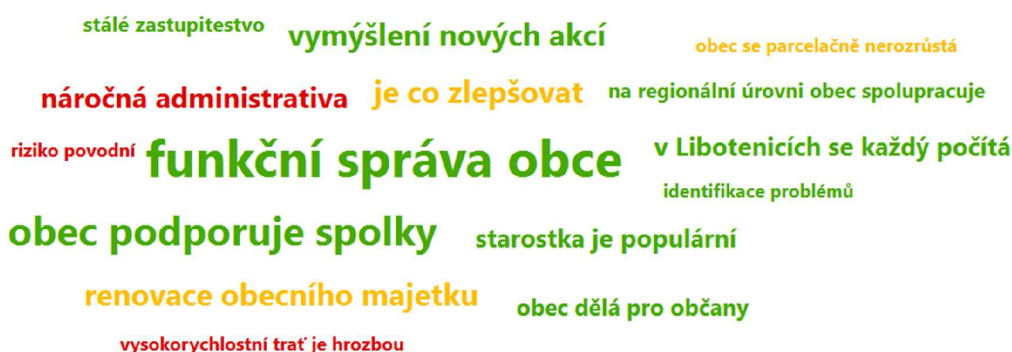 stálé zastupitestvo
vymýšlení nových akcí
obec se parcelačně nerozrůstá
náročná administrativa
je co zlepšovat
na regionální úrovni obec spolupracuje
riziko povodní
funkční správa obce
v Libotenicích se každý počítá
identifikace problémů
obec podporuje spolky
starostka je populární
renovace obecního majetku
obec dělá pro občany
vysokorychlostní trať je hrozbou